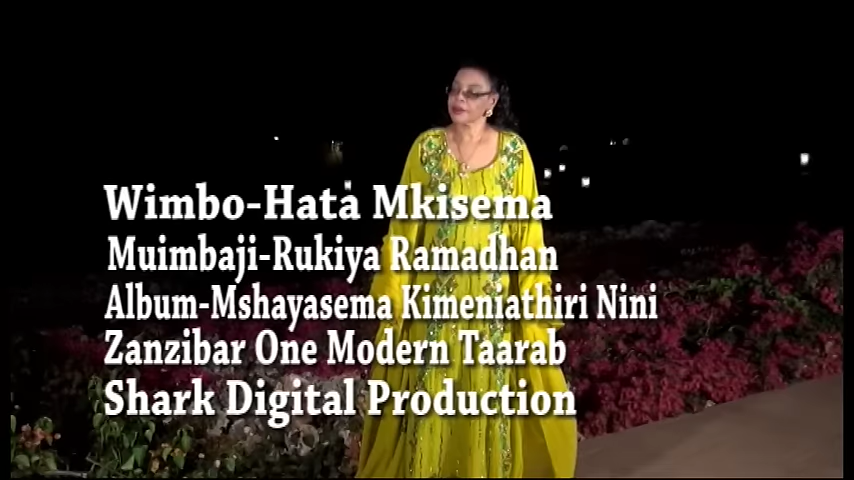 Wimbo-Hata Mkisema
Muimbaji-Rukiya Ramadhan
Album-Mshayasema Kimeniathiri Nini
Zanzibar One Modern Taarab
Shark Digital Production